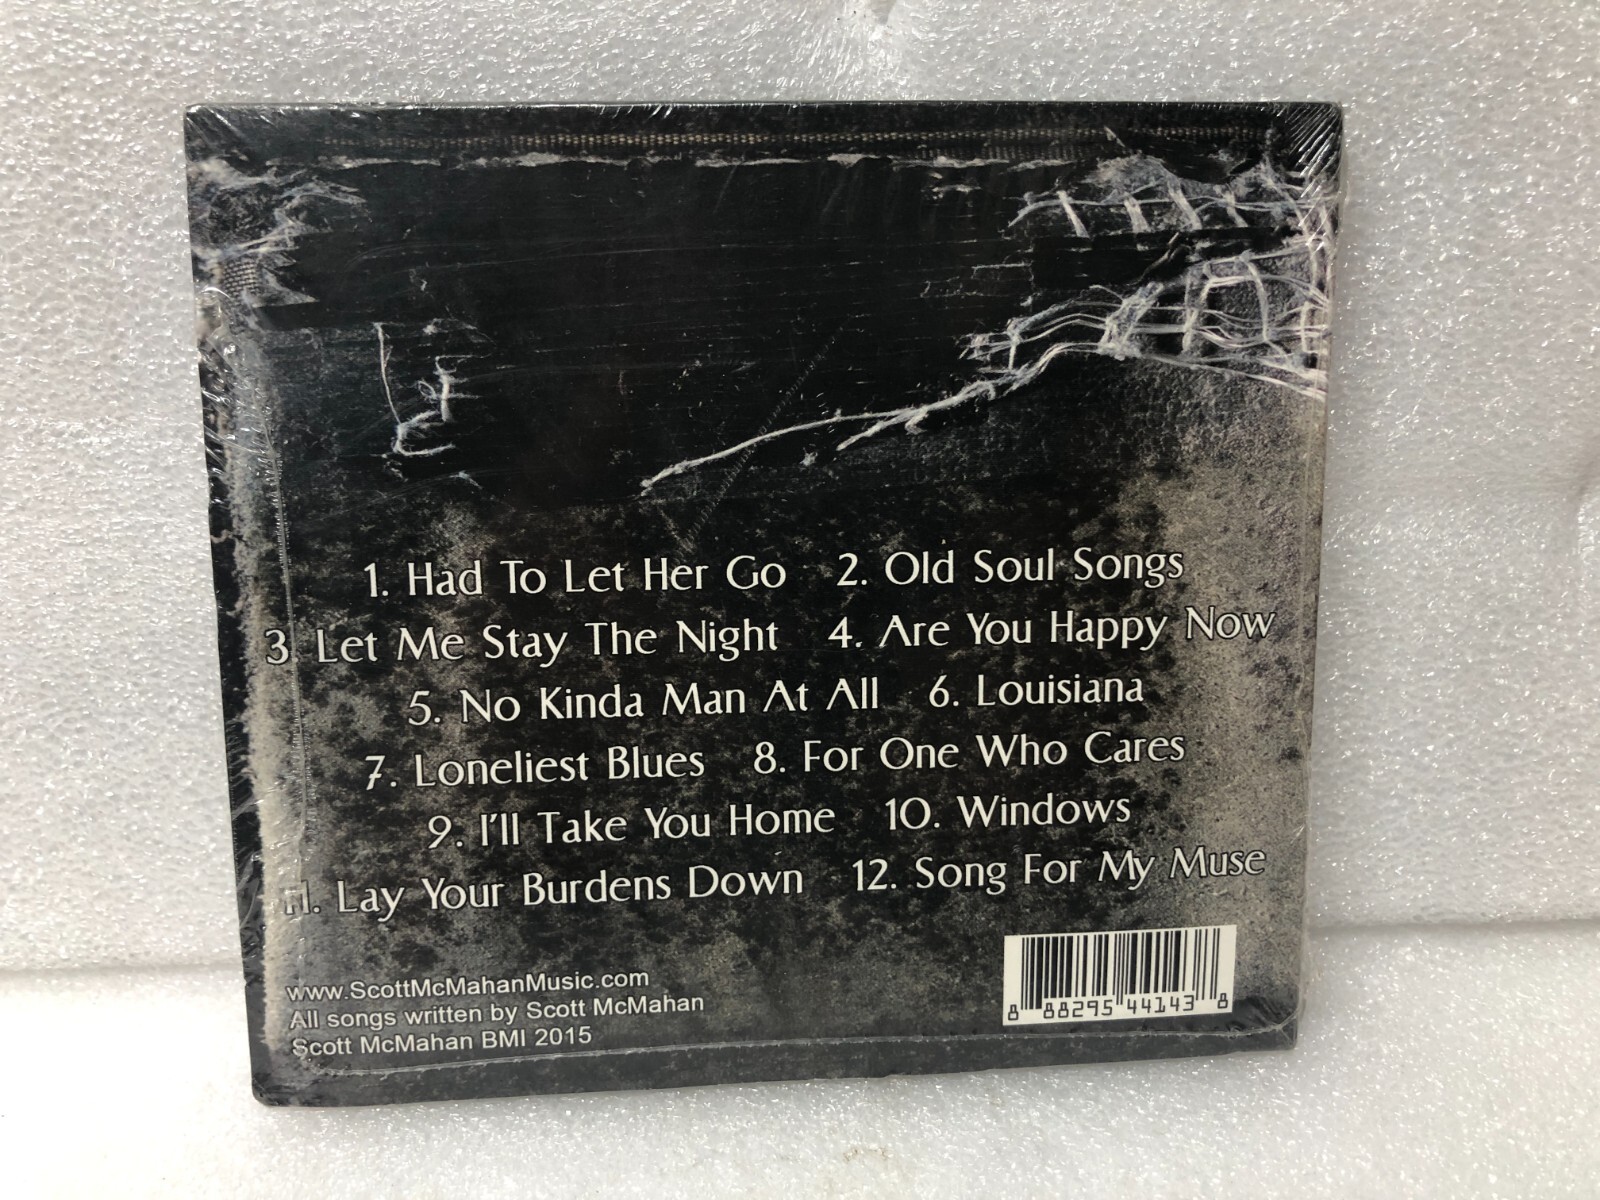 1. Had To Let Her Go 2. Old Soul Songs
3. Let Me Stay The Night 4. Are You Happy Now
5. No Kinda Man At All 6. Louisiana
7. Loneliest Blues 8. For One Who Cares
9. I'll Take You Home 10. Windows
11. Lay Your Burdens Down 12. Song For My Muse
www.ScottMcMahanMusic.com
All songs written by Scott McMahan
Scott McMahan BMI 2015
8 88295 44143 8